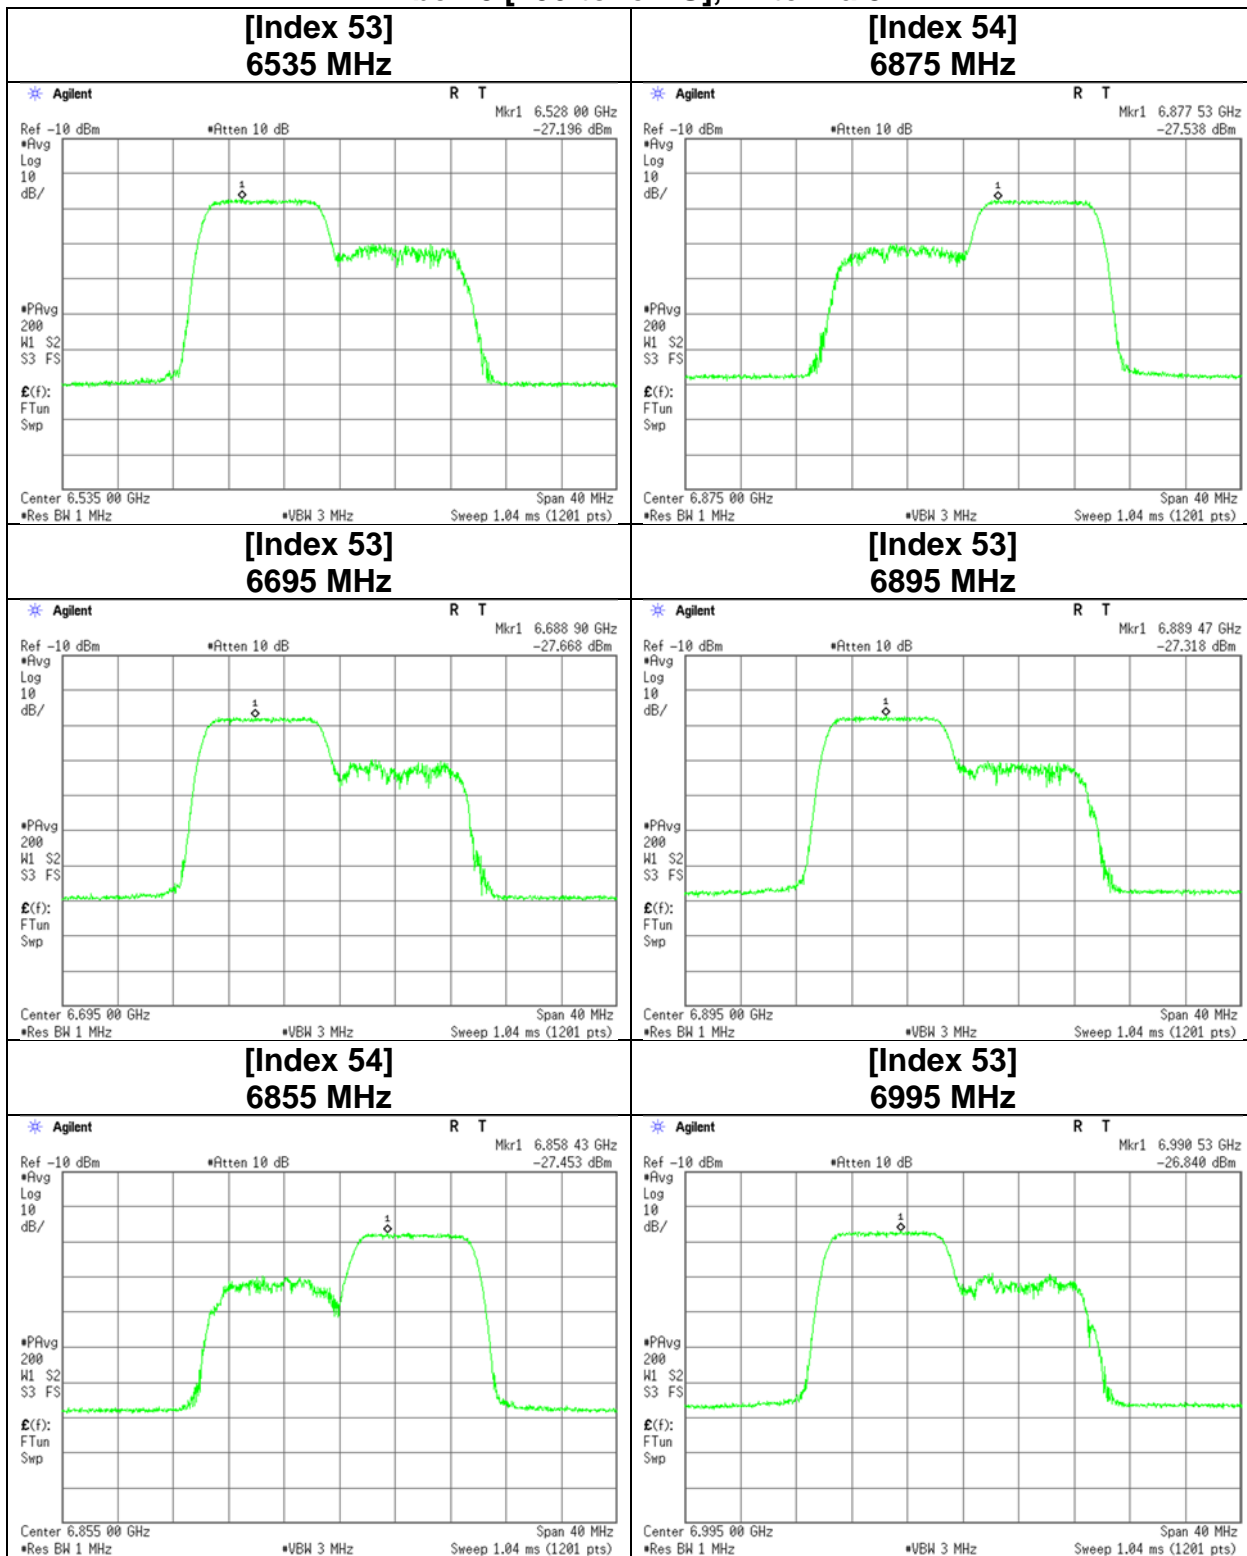 [Index 53]
6535 MHz
[Index 54]
6875 MHz
Agilent
R T
Mkr1 6.528 00 GHz
Ref -10 dBm
*Atten 10 dB
-27.196 dBm
*Avg
Log
10
dB/
1
*PAvg
200
W1 S2
S3 FS
£(f):
FTun
Swp
Center 6.535 00 GHz
Span 40 MHz
*Res BW 1 MHz
*VBW 3 MHz
Sweep 1.04 ms (1201 pts)
Agilent
R T
Mkr1 6.877 53 GHz
Ref -10 dBm
*Atten 10 dB
-27.538 dBm
*Avg
Log
10
dB/
1
*PAvg
200
W1 S2
S3 FS
£(f):
FTun
Swp
Center 6.875 00 GHz
Span 40 MHz
*Res BW 1 MHz
*VBW 3 MHz
Sweep 1.04 ms (1201 pts)
[Index 53]
6695 MHz
[Index 53]
6895 MHz
Agilent
R T
Mkr1 6.688 90 GHz
Ref -10 dBm
*Atten 10 dB
-27.668 dBm
*Avg
Log
10
dB/
1
*PAvg
200
W1 S2
S3 FS
£(f):
FTun
Swp
Center 6.695 00 GHz
Span 40 MHz
*Res BW 1 MHz
*VBW 3 MHz
Sweep 1.04 ms (1201 pts)
Agilent
R T
Mkr1 6.889 47 GHz
Ref -10 dBm
*Atten 10 dB
-27.318 dBm
*Avg
Log
10
dB/
1
*PAvg
200
W1 S2
S3 FS
£(f):
FTun
Swp
Center 6.895 00 GHz
Span 40 MHz
*Res BW 1 MHz
*VBW 3 MHz
Sweep 1.04 ms (1201 pts)
[Index 54]
6855 MHz
[Index 53]
6995 MHz
Agilent
R T
Mkr1 6.858 43 GHz
Ref -10 dBm
*Atten 10 dB
-27.453 dBm
*Avg
Log
10
dB/
1
*PAvg
200
W1 S2
S3 FS
£(f):
FTun
Swp
Center 6.855 00 GHz
Span 40 MHz
*Res BW 1 MHz
*VBW 3 MHz
Sweep 1.04 ms (1201 pts)
Agilent
R T
Mkr1 6.990 53 GHz
Ref -10 dBm
*Atten 10 dB
-26.840 dBm
*Avg
Log
10
dB/
1
*PAvg
200
W1 S2
S3 FS
£(f):
FTun
Swp
Center 6.995 00 GHz
Span 40 MHz
*Res BW 1 MHz
*VBW 3 MHz
Sweep 1.04 ms (1201 pts)